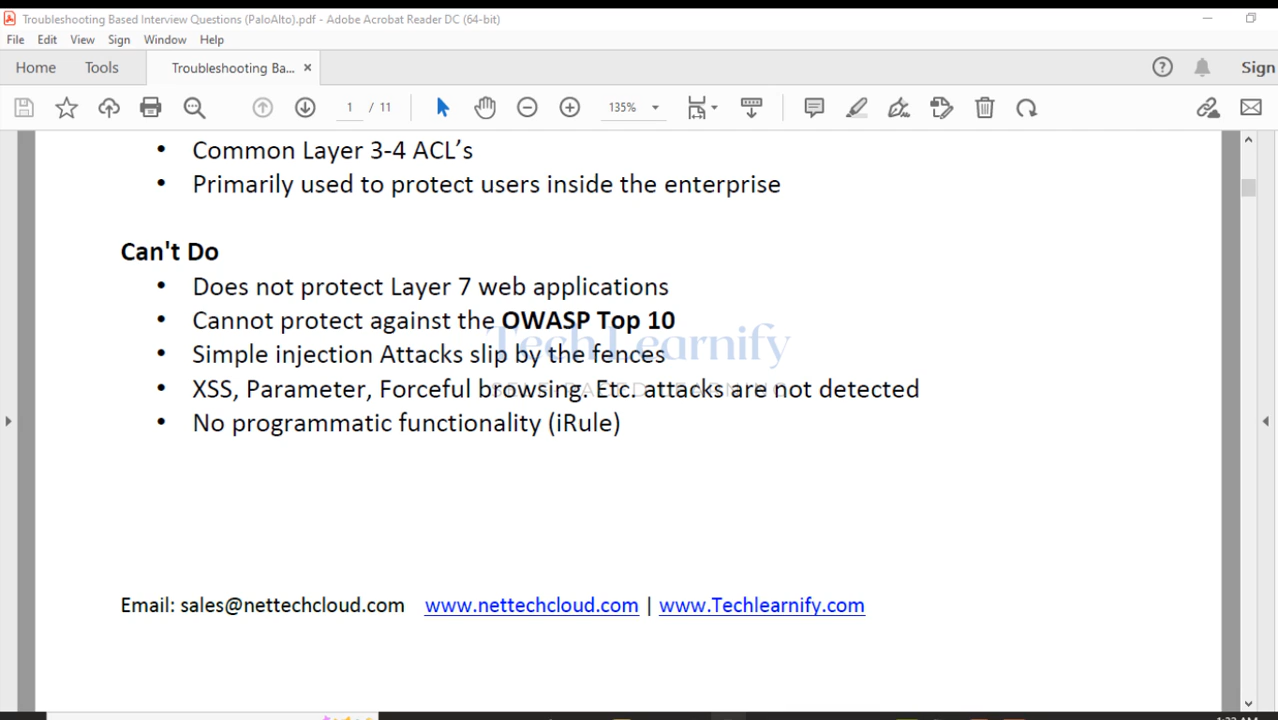 Troubleshooting Based Interview Questions (PaloAlto).pdf - Adobe Acrobat Reader DC (64-bit)
File Edit View Sign Window Help
Home Tools Troubleshooting Ba... × Sign
1 / 11 135%
• Common Layer 3-4 ACL’s
• Primarily used to protect users inside the enterprise
Can't Do
• Does not protect Layer 7 web applications
• Cannot protect against the OWASP Top 10
Tech Learnify
• Simple injection Attacks slip by the fences
• XSS, Parameter, Forceful browsing. Etc. attacks are not detected
• No programmatic functionality (iRule)
Email: sales@nettechcloud.com www.nettechcloud.com | www.Techlearnify.com